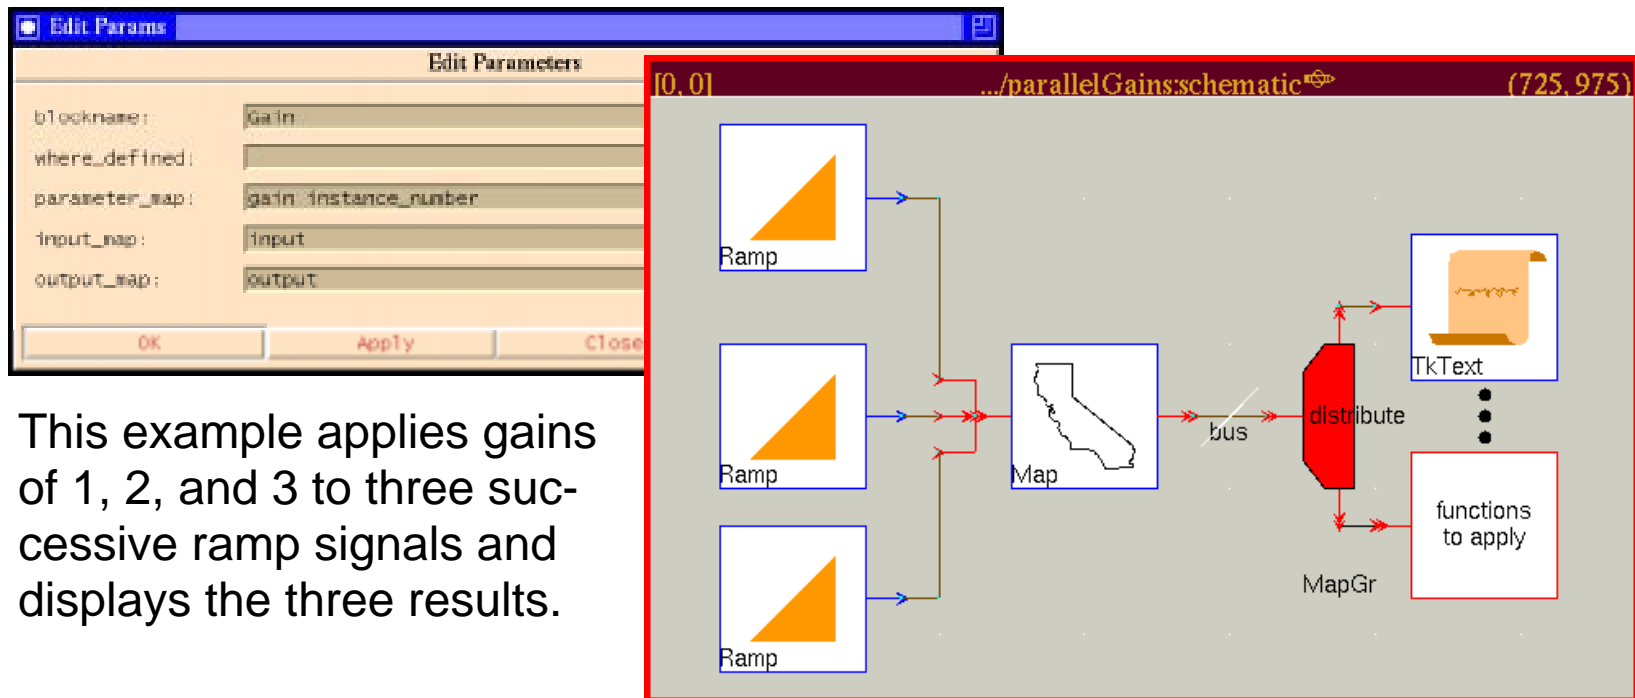 Edit Params
Edit Parameters
blockname: Gain
where_defined:
parameter_map: gain instance_number
input_map: input
output_map: output
OK Apply Close
This example applies gains
of 1, 2, and 3 to three suc-
cessive ramp signals and
displays the three results.
[0, 0] .../parallelGains:schematic (725, 975)
Ramp
Ramp
Ramp
Map
bus
distribute
TkText
functions
to apply
MapGr